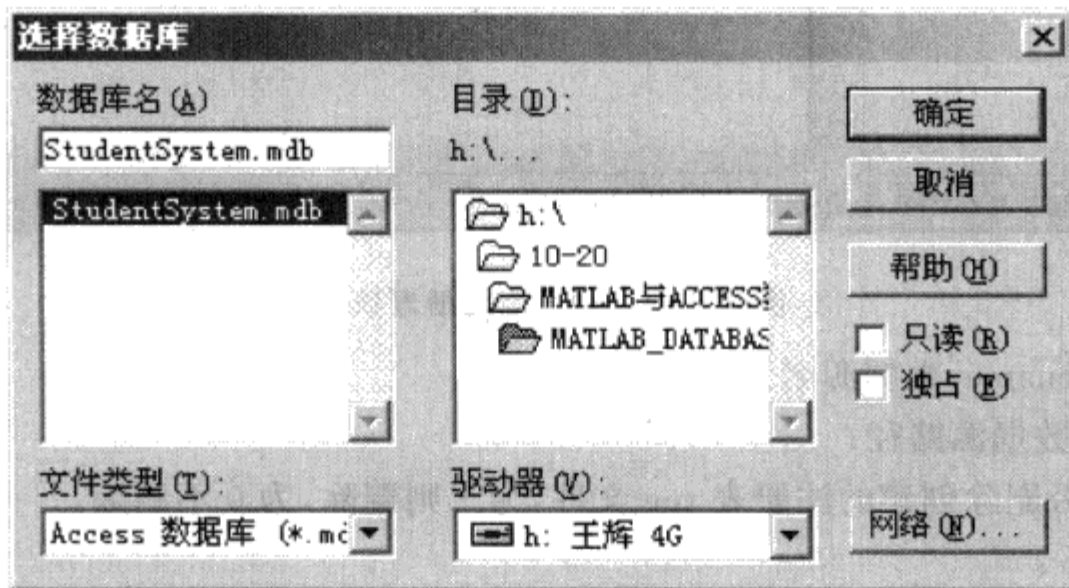 选择数据库
数据库名(A)
StudentSystem.mdb
StudentSystem.mdb
文件类型(T):
Access 数据库 (*.md
目录(D):
h:\...
h:\
10-20
MATLAB与ACCESS
MATLAB_DATABAS
驱动器(V):
h: 王辉 4G
确定
取消
帮助(H)
只读(R)
独占(E)
网络(N)...